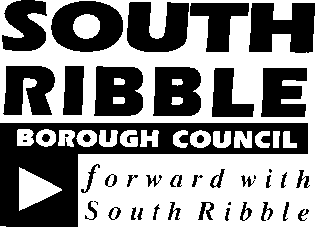 SOUTH
RIBBLE
BOROUGH COUNCIL
forward with
South Ribble